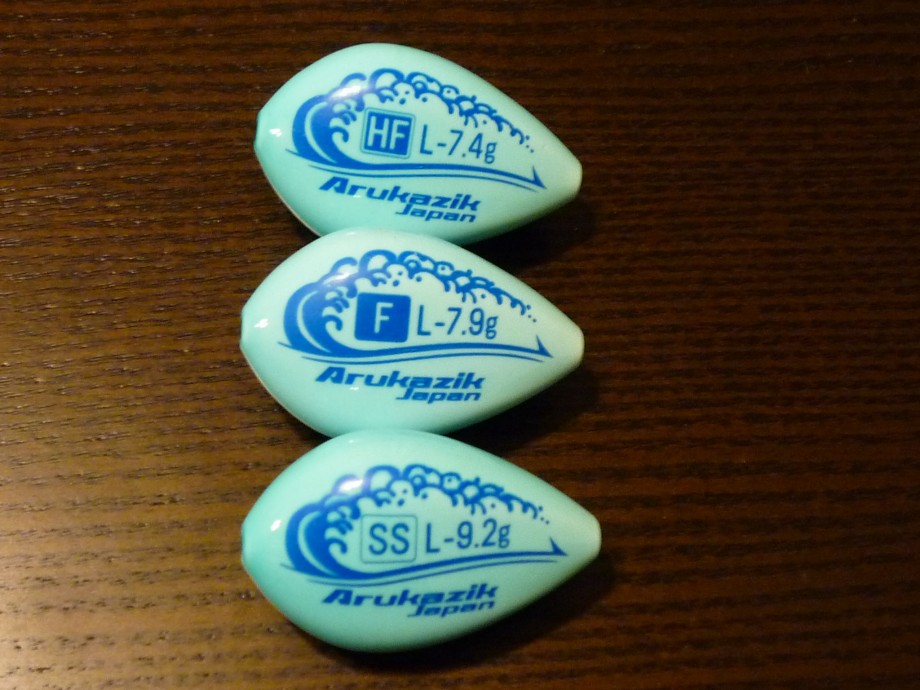 HF L-7.4g
Arukazik
Japan
F L-7.9g
Arukazik
Japan
SS L-9.2g
Arukazik
Japan